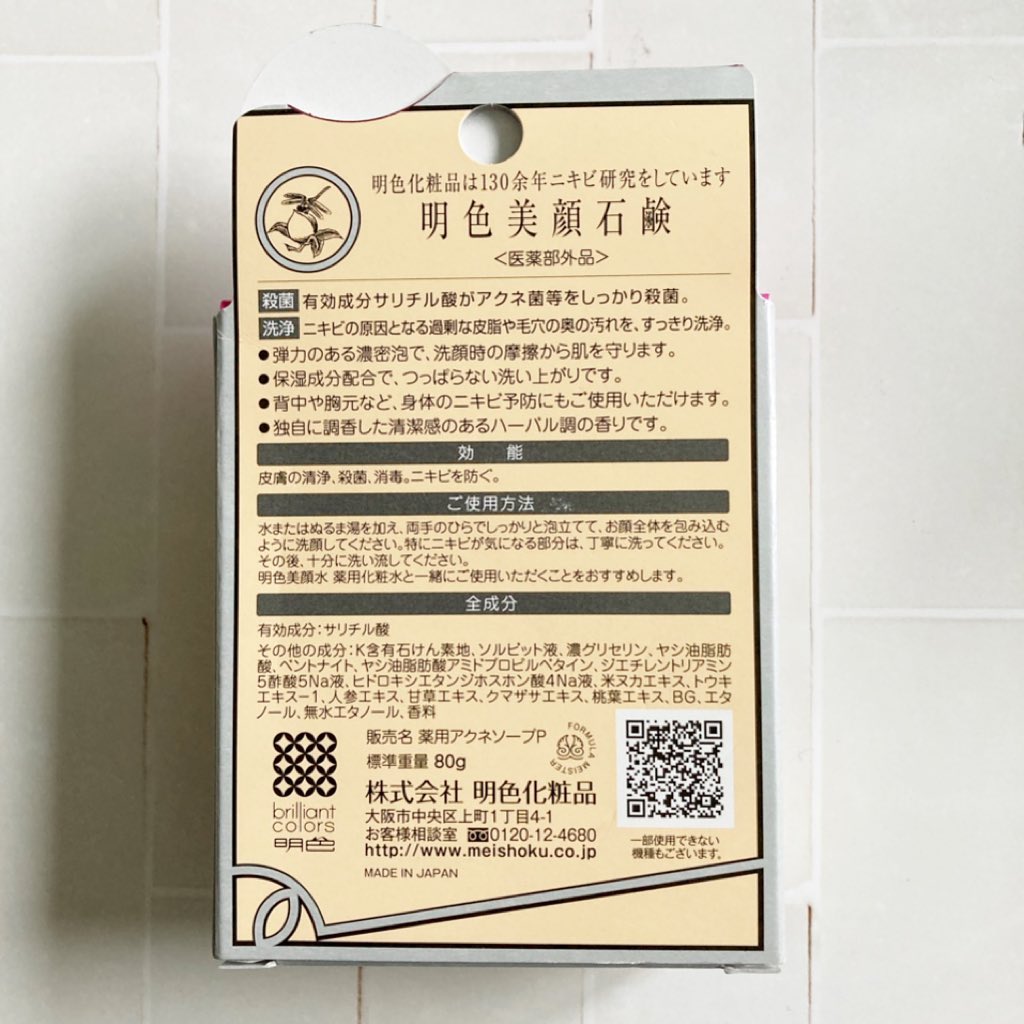 明色化粧品は130余年ニキビ研究をしています
明色美顔石鹸
<医薬部外品>
殺菌 有効成分サリチル酸がアクネ菌等をしっかり殺菌。
洗浄 ニキビの原因となる過剰な皮脂や毛穴の奥の汚れを、すっきり洗浄。
●弾力のある濃密泡で、洗顔時の摩擦から肌を守ります。
●保湿成分配合で、つっぱらない洗い上がりです。
●背中や胸元など、身体のニキビ予防にもご使用いただけます。
●独自に調香した清潔感のあるハーバル調の香りです。
効 能
皮膚の清浄、殺菌、消毒。ニキビを防ぐ。
ご使用方法
水またはぬるま湯を加え、両手のひらでしっかりと泡立てて、お顔全体を包み込む
ように洗顔してください。特にニキビが気になる部分は、丁寧に洗ってください。
その後、十分に洗い流してください。
明色美顔水 薬用化粧水と一緒にご使用いただくことをおすすめします。
全成分
有効成分：サリチル酸
その他の成分：K含有石けん素地、ソルビット液、濃グリセリン、ヤシ油脂肪
酸、ベントナイト、ヤシ油脂肪酸アミドプロピルベタイン、ジエチレントリアミン
5酢酸5Na液、ヒドロキシエタンジホスホン酸4Na液、米ヌカエキス、トウキ
エキス-1、人参エキス、甘草エキス、クマザサエキス、桃葉エキス、BG、エタ
ノール、無水エタノール、香料
販売名 薬用アクネソープP
標準重量 80g
FORMULA MEISTER
株式会社 明色化粧品
大阪市中央区上町1丁目4-1
お客様相談室 0120-12-4680
http://www.meishoku.co.jp
MADE IN JAPAN
brilliant
colors
明色
一部使用できない
機種もございます。